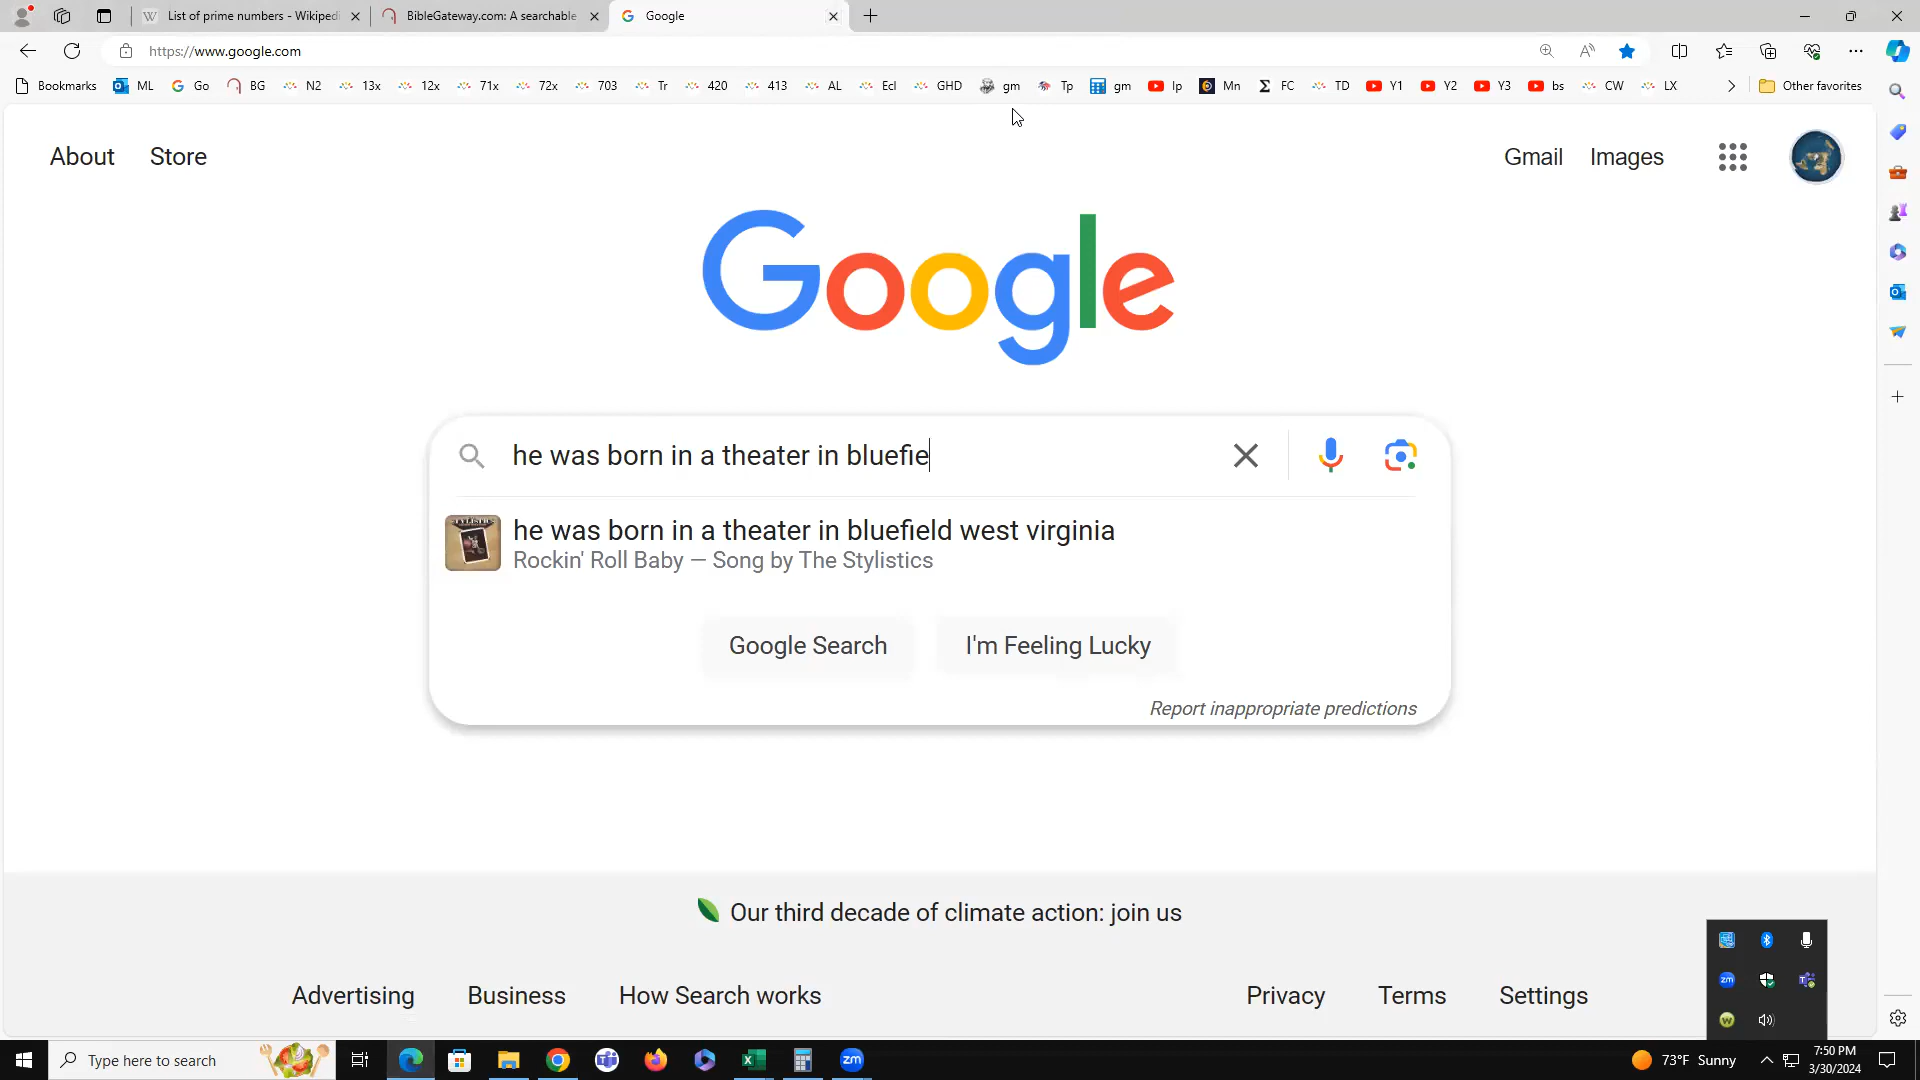 List of prime numbers - Wikiped
BibleGateway.com: A searchable
Google
https://www.google.com
Bookmarks ML Go BG N2 13x 12x 71x 72x 703 Tr 420 413 AL Ecl GHD gm Tp gm Ip Mn FC TD Y1 Y2 Y3 bs CW LX Other favorites
About Store Gmail Images
Google
he was born in a theater in bluefie
TYLISTIC
he was born in a theater in bluefield west virginia
Rockin' Roll Baby — Song by The Stylistics
Google Search I'm Feeling Lucky
Report inappropriate predictions
Our third decade of climate action: join us
zm
Advertising Business How Search works Privacy Terms Settings
Type here to search
zm
73°F Sunny
7:50 PM
3/30/2024